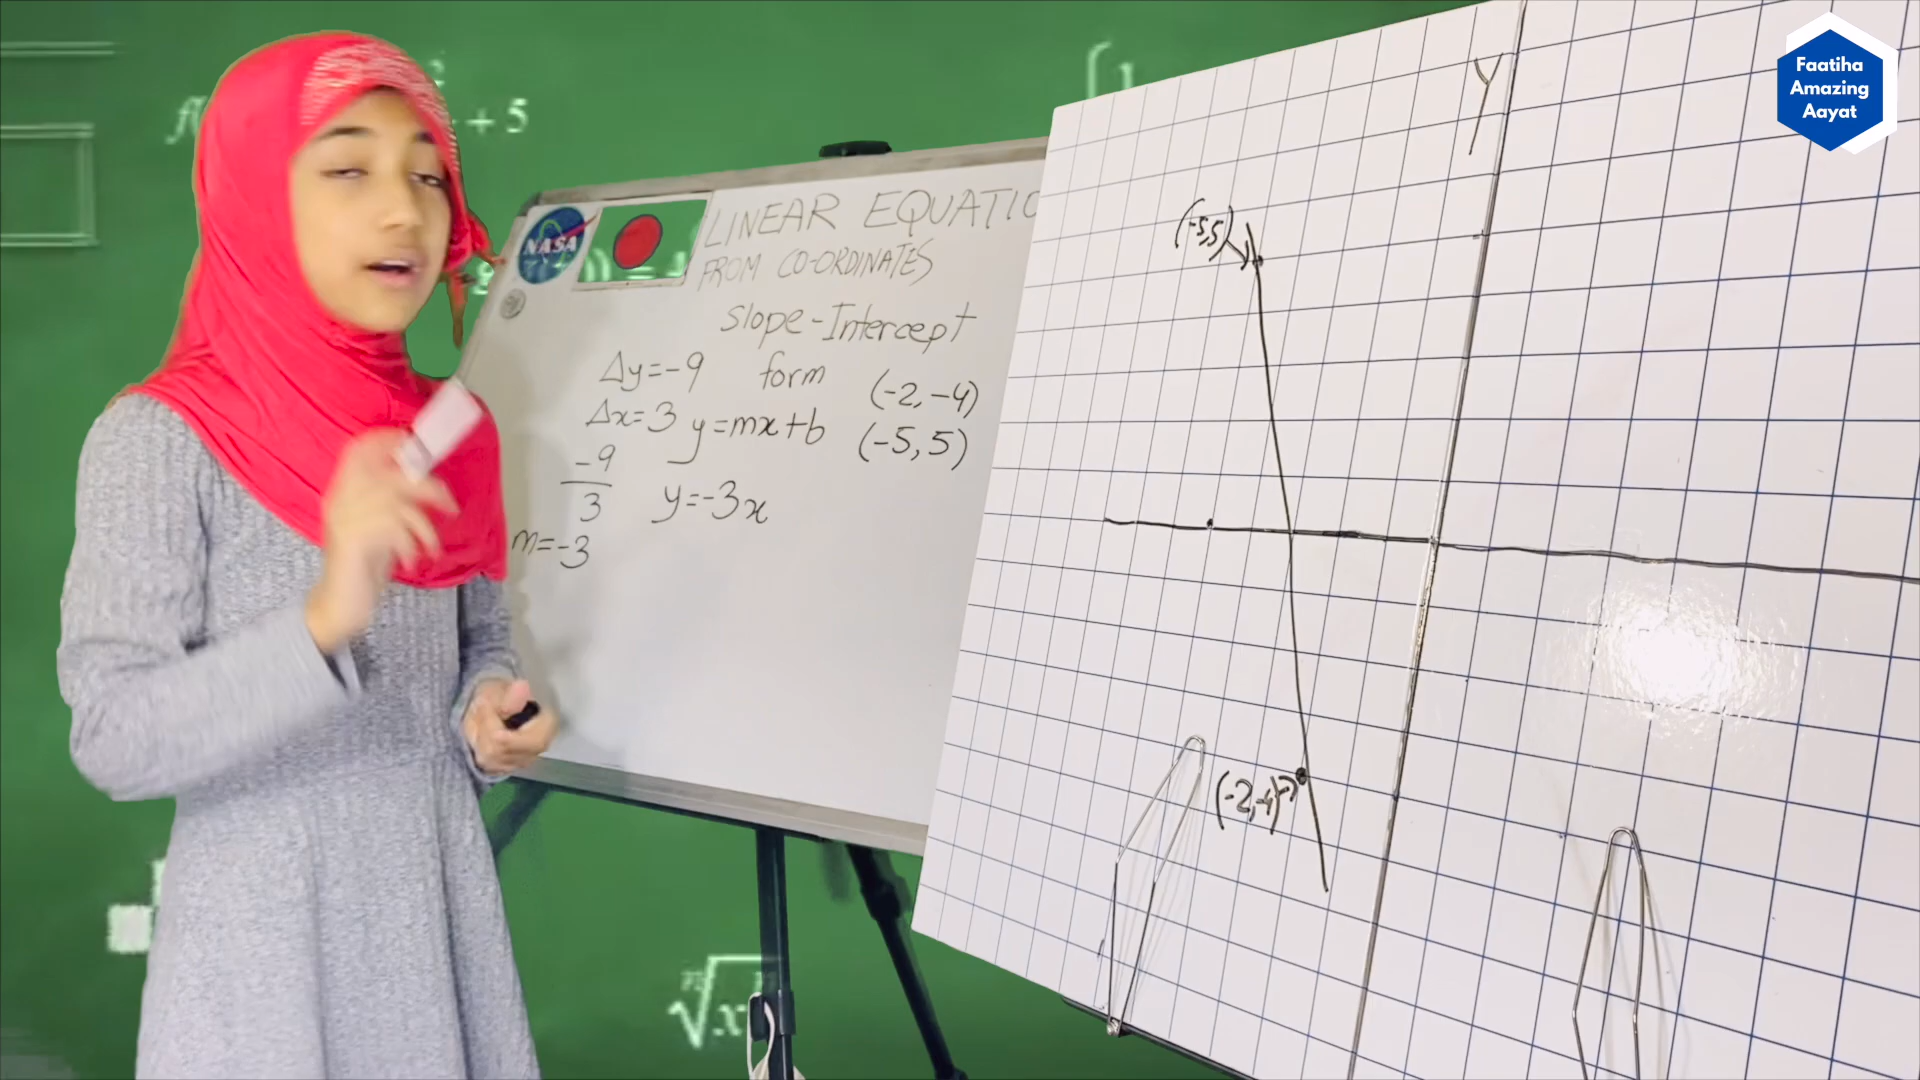 + 5
Faatiha
Amazing
Aayat
NASA
LINEAR EQUATIO
FROM CO-ORDINATES
Slope-Intercept
form
Δy=-9
Δx=3
-9
3
m=-3
y=mx+b
y=-3x
(-2,-4)
(-5,5)
Y
(-5,5)
(-2,-4)